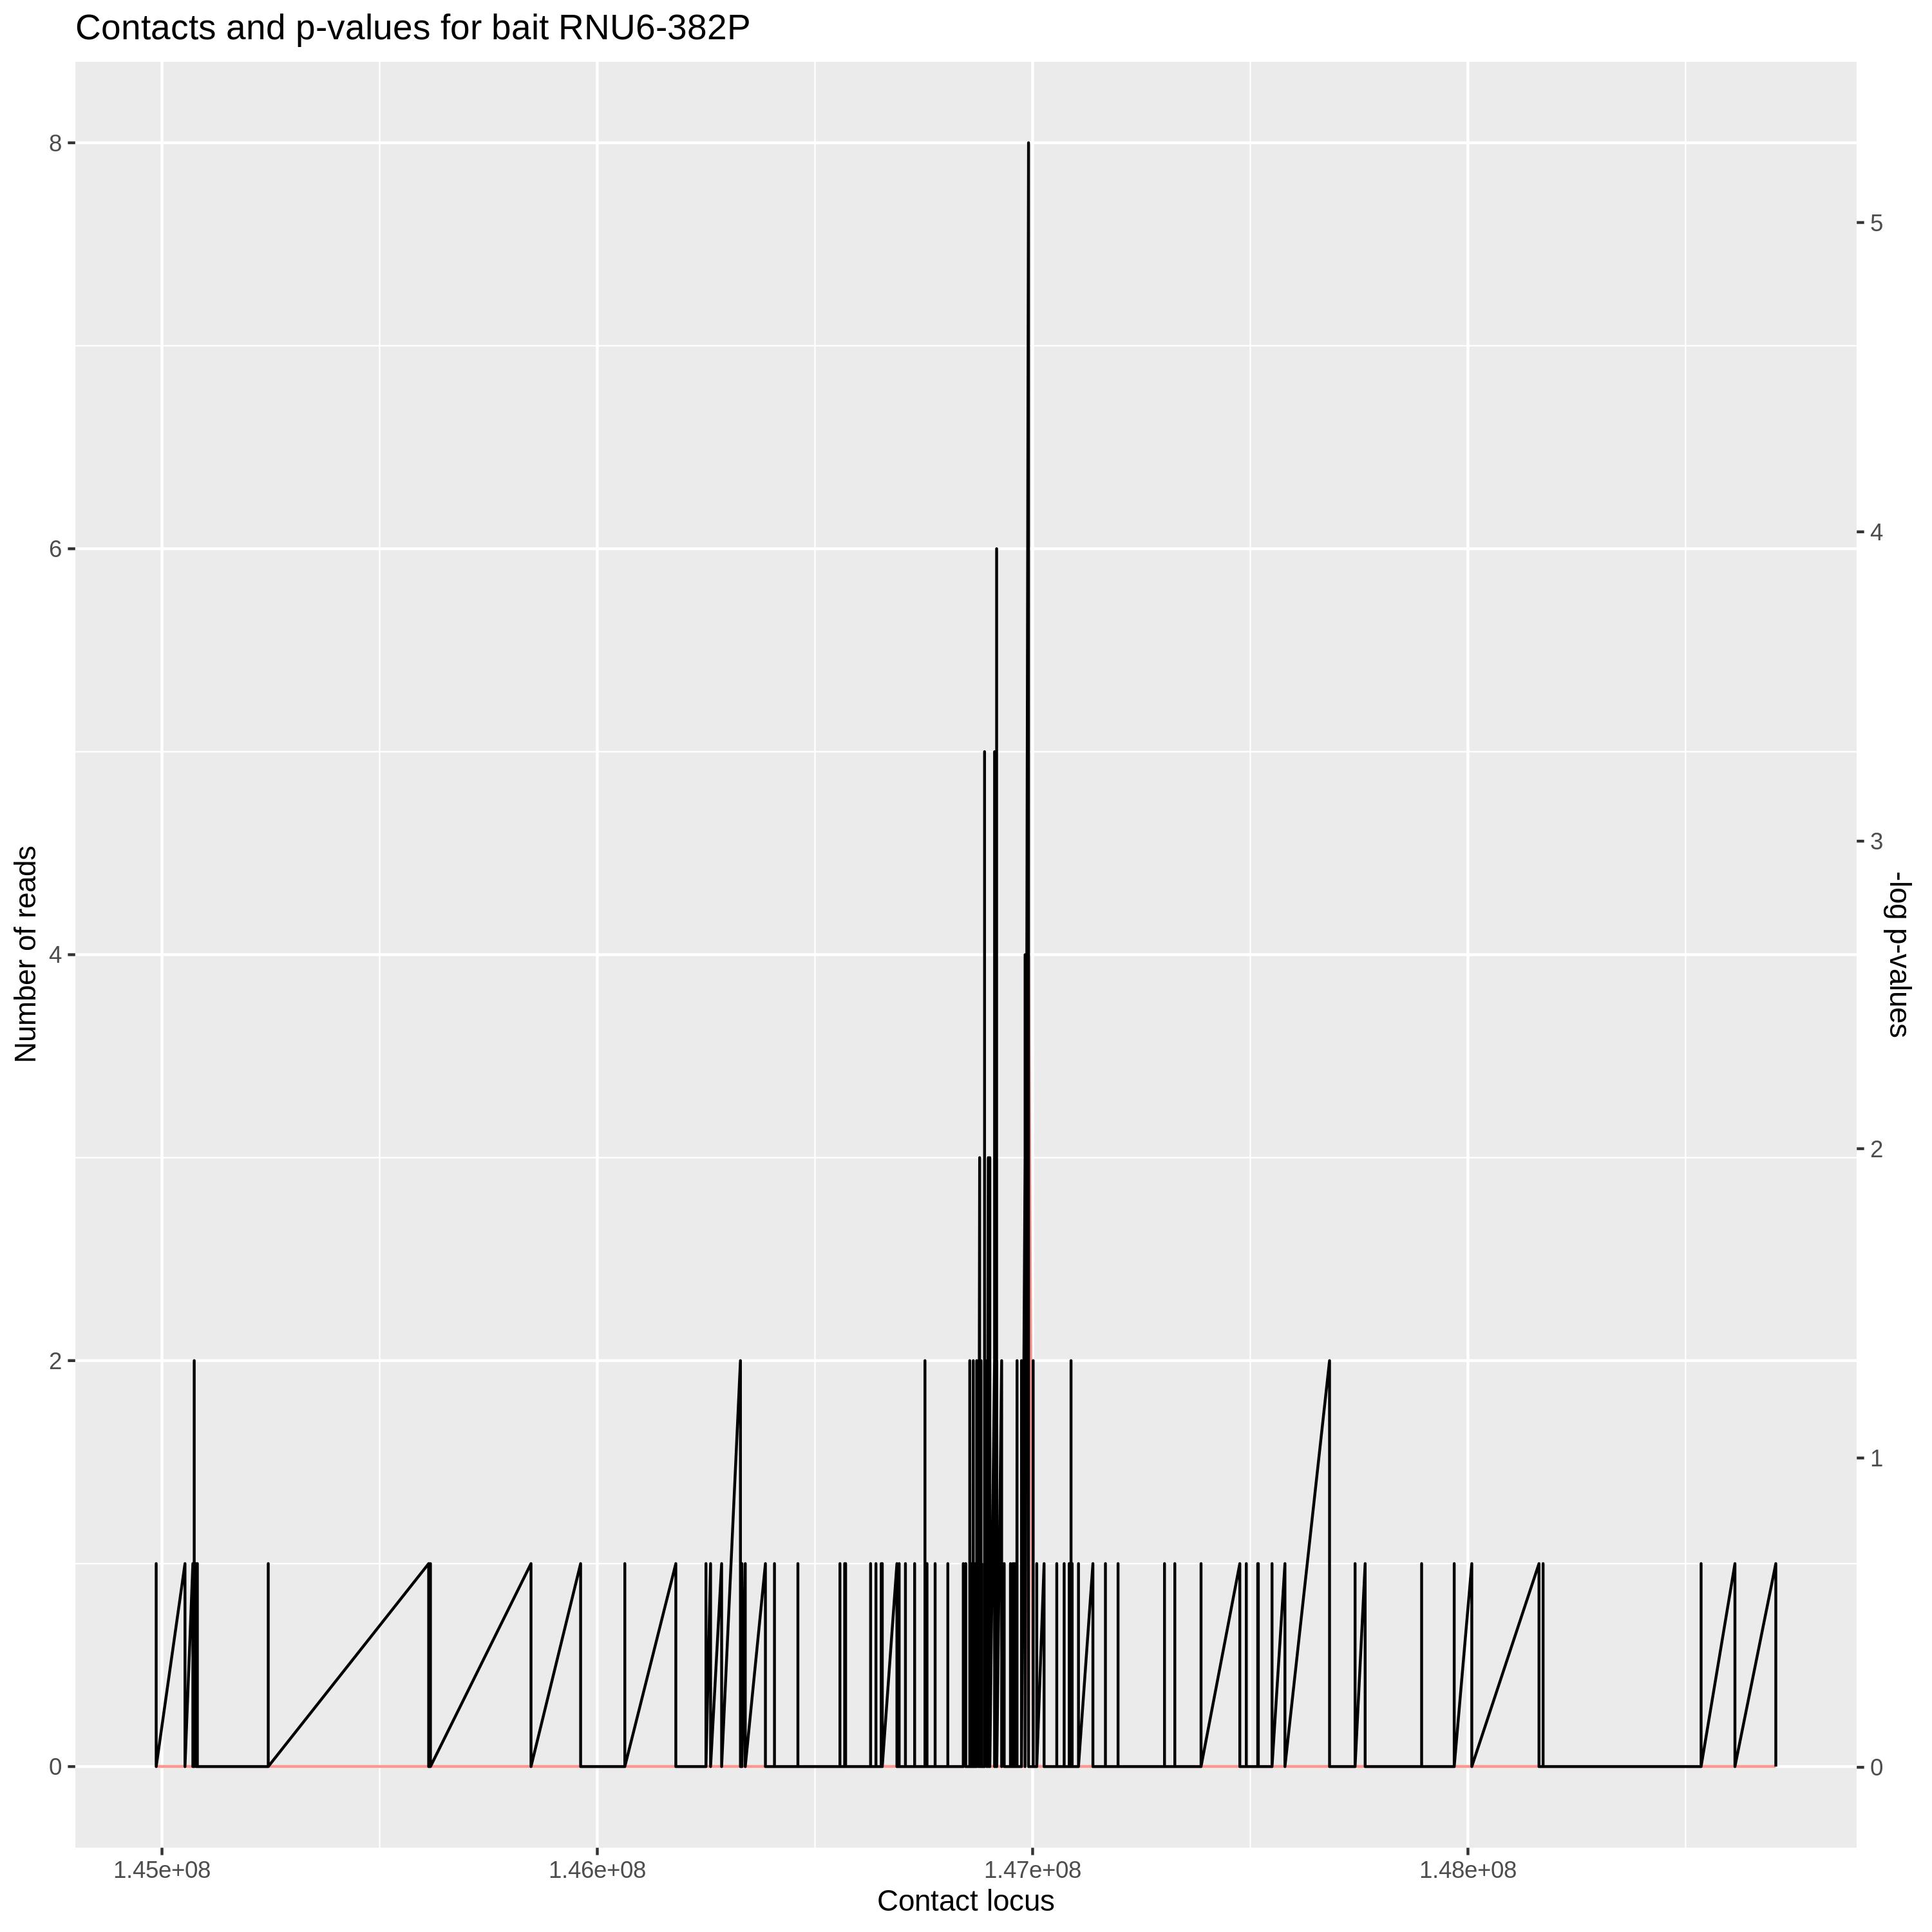 Contacts and p-values for bait RNU6-382P
8
6
4
2
0
5
4
3
2
1
0
Number of reads
-log p-values
1.45e+08
1.46e+08
1.47e+08
1.48e+08
Contact locus